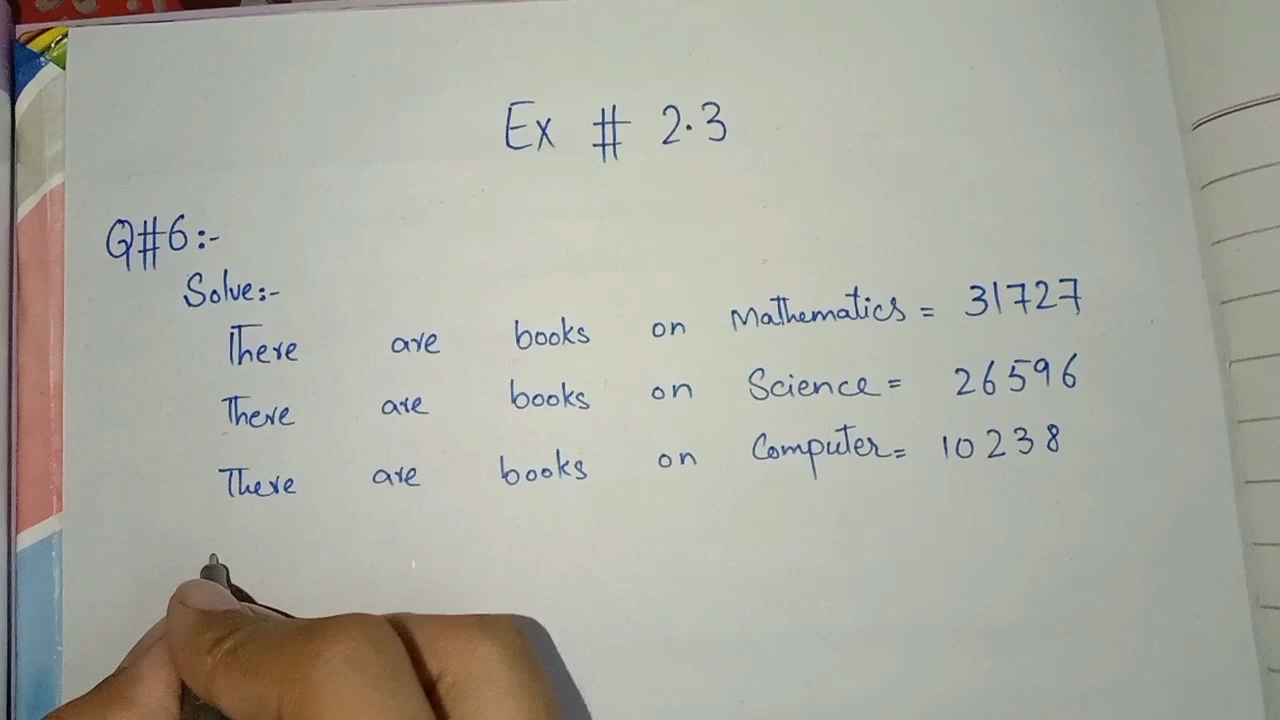 Ex # 2.3
Q#6:-
Solve:-
There are books on Mathematics = 31727
There are books on Science = 26596
There are books on Computer = 10238